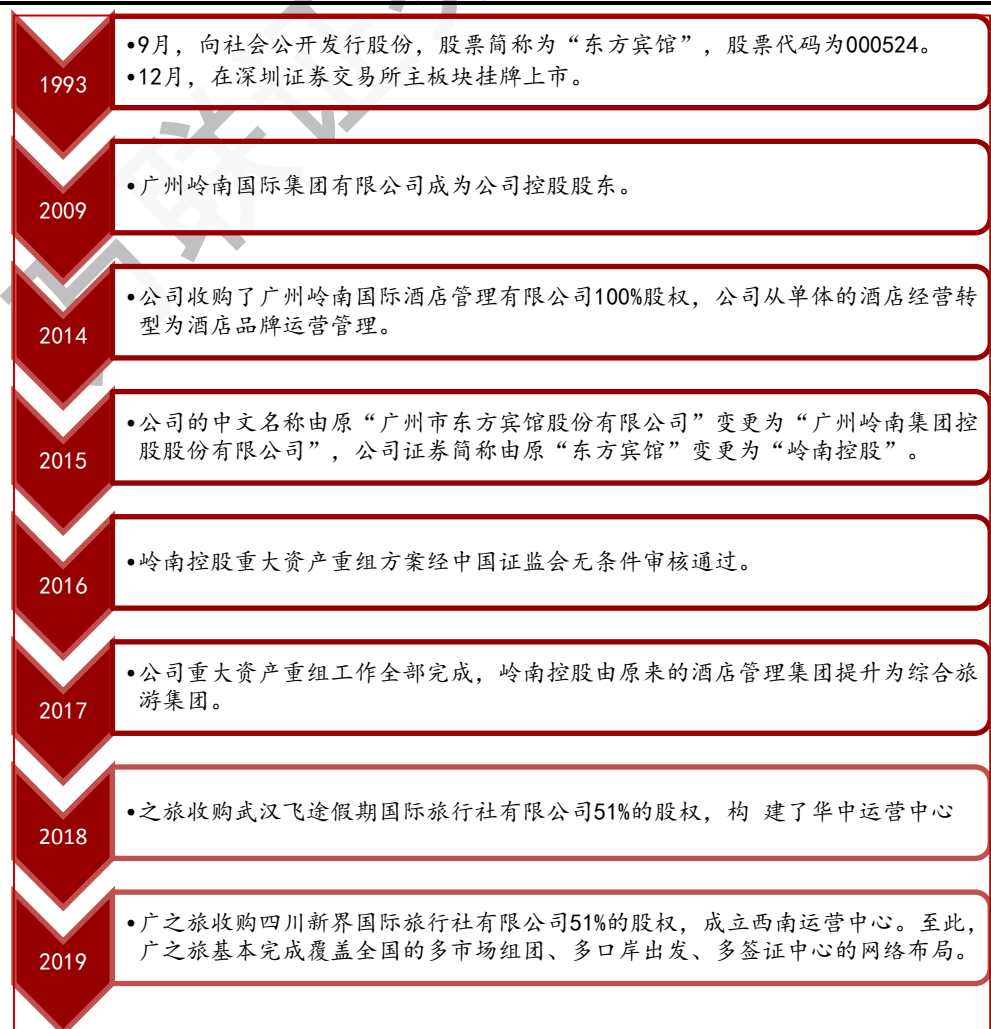 1993
•9月，向社会公开发行股份，股票简称为“东方宾馆”，股票代码为000524。
•12月，在深圳证券交易所主板块挂牌上市。
2009
•广州岭南国际集团有限公司成为公司控股股东。
2014
•公司收购了广州岭南国际酒店管理有限公司100%股权，公司从单体的酒店经营转
型为酒店品牌运营管理。
2015
•公司的中文名称由原“广州市东方宾馆股份有限公司”变更为“广州岭南集团控
股股份有限公司”，公司证券简称由原“东方宾馆”变更为“岭南控股”。
2016
•岭南控股重大资产重组方案经中国证监会无条件审核通过。
2017
•公司重大资产重组工作全部完成，岭南控股由原来的酒店管理集团提升为综合旅
游集团。
2018
•之旅收购武汉飞途假期国际旅行社有限公司51%的股权，构 建了华中运营中心
2019
•广之旅收购四川新界国际旅行社有限公司51%的股权，成立西南运营中心。至此，
广之旅基本完成覆盖全国的多市场组团、多口岸出发、多签证中心的网络布局。